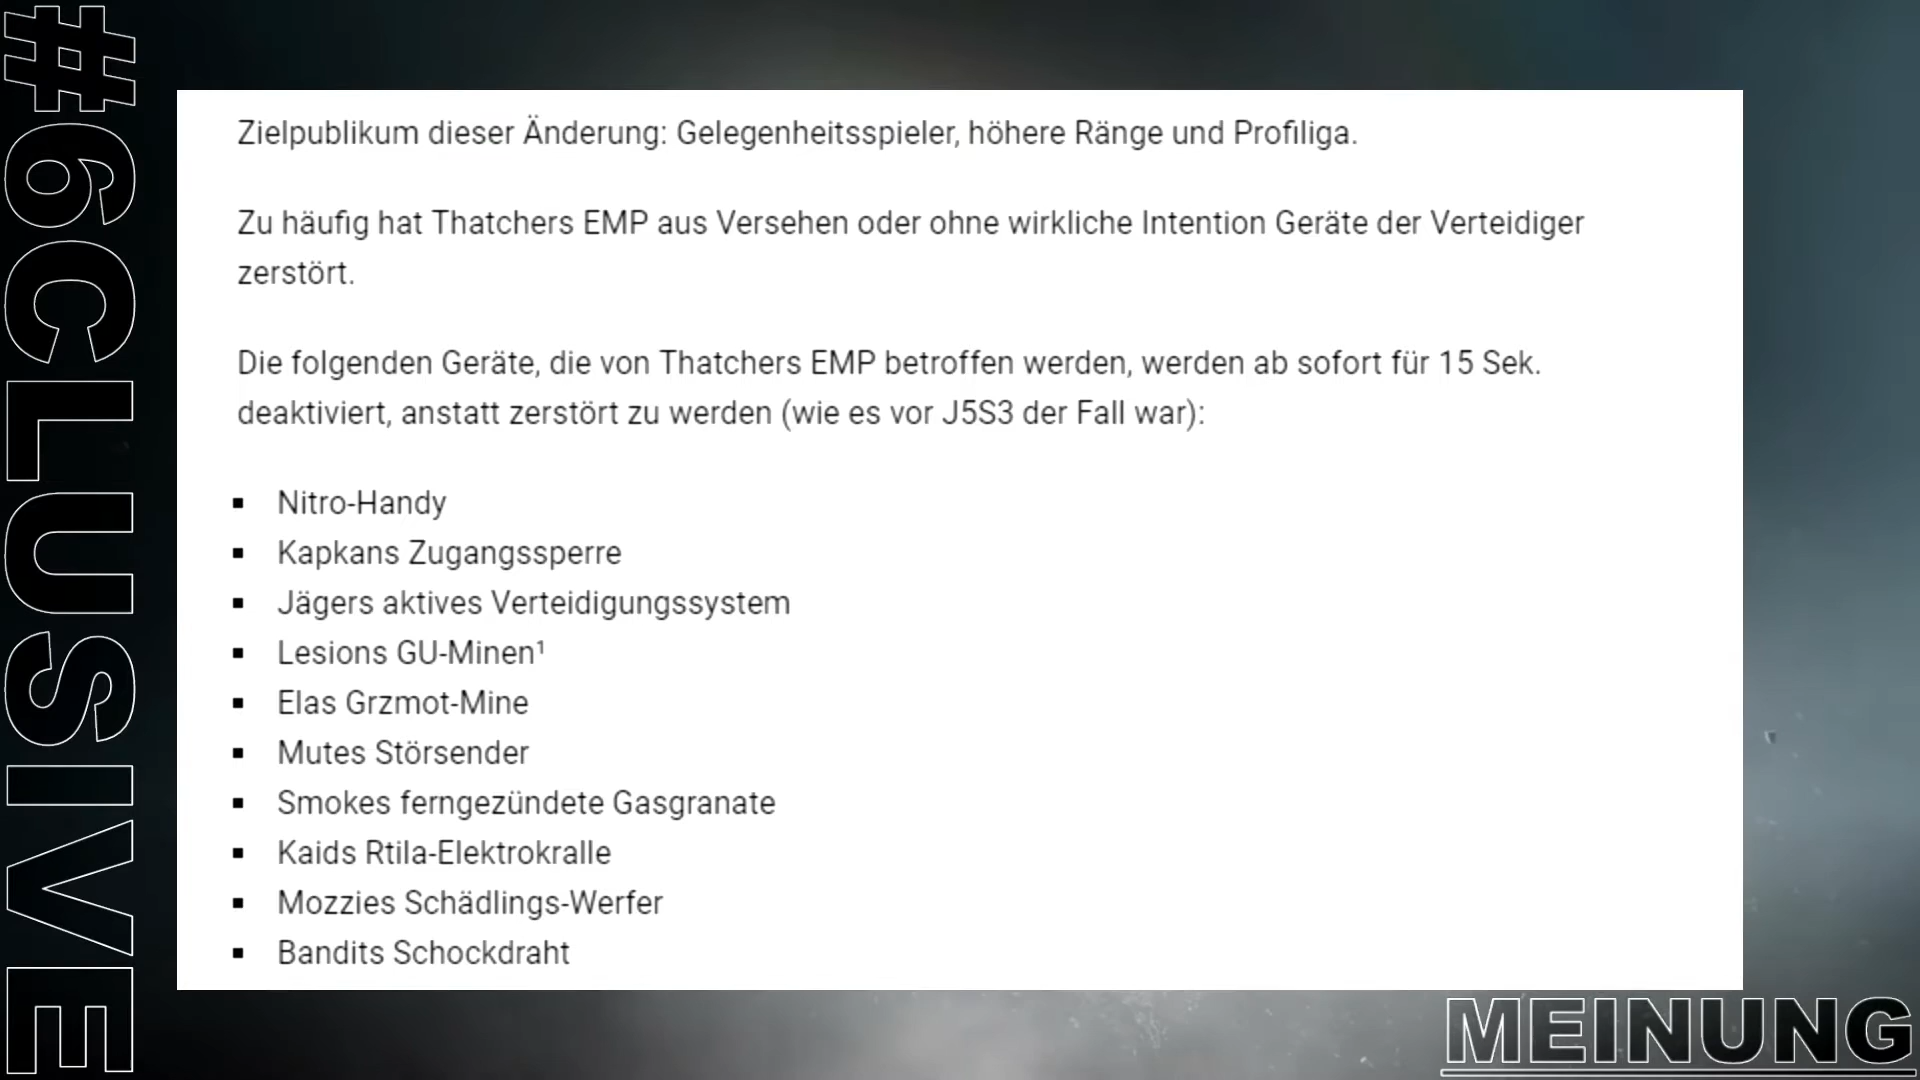 #6CLUSIVE
Zielpublikum dieser Änderung: Gelegenheitsspieler, höhere Ränge und Profiliga.
Zu häufig hat Thatchers EMP aus Versehen oder ohne wirkliche Intention Geräte der Verteidiger
zerstört.
Die folgenden Geräte, die von Thatchers EMP betroffen werden, werden ab sofort für 15 Sek.
deaktiviert, anstatt zerstört zu werden (wie es vor J5S3 der Fall war):
▪ Nitro-Handy
▪ Kapkans Zugangssperre
▪ Jägers aktives Verteidigungssystem
▪ Lesions GU-Minen¹
▪ Elas Grzmot-Mine
▪ Mutes Störsender
▪ Smokes ferngezündete Gasgranate
▪ Kaids Rtila-Elektrokralle
▪ Mozzies Schädlings-Werfer
▪ Bandits Schockdraht
MEINUNG